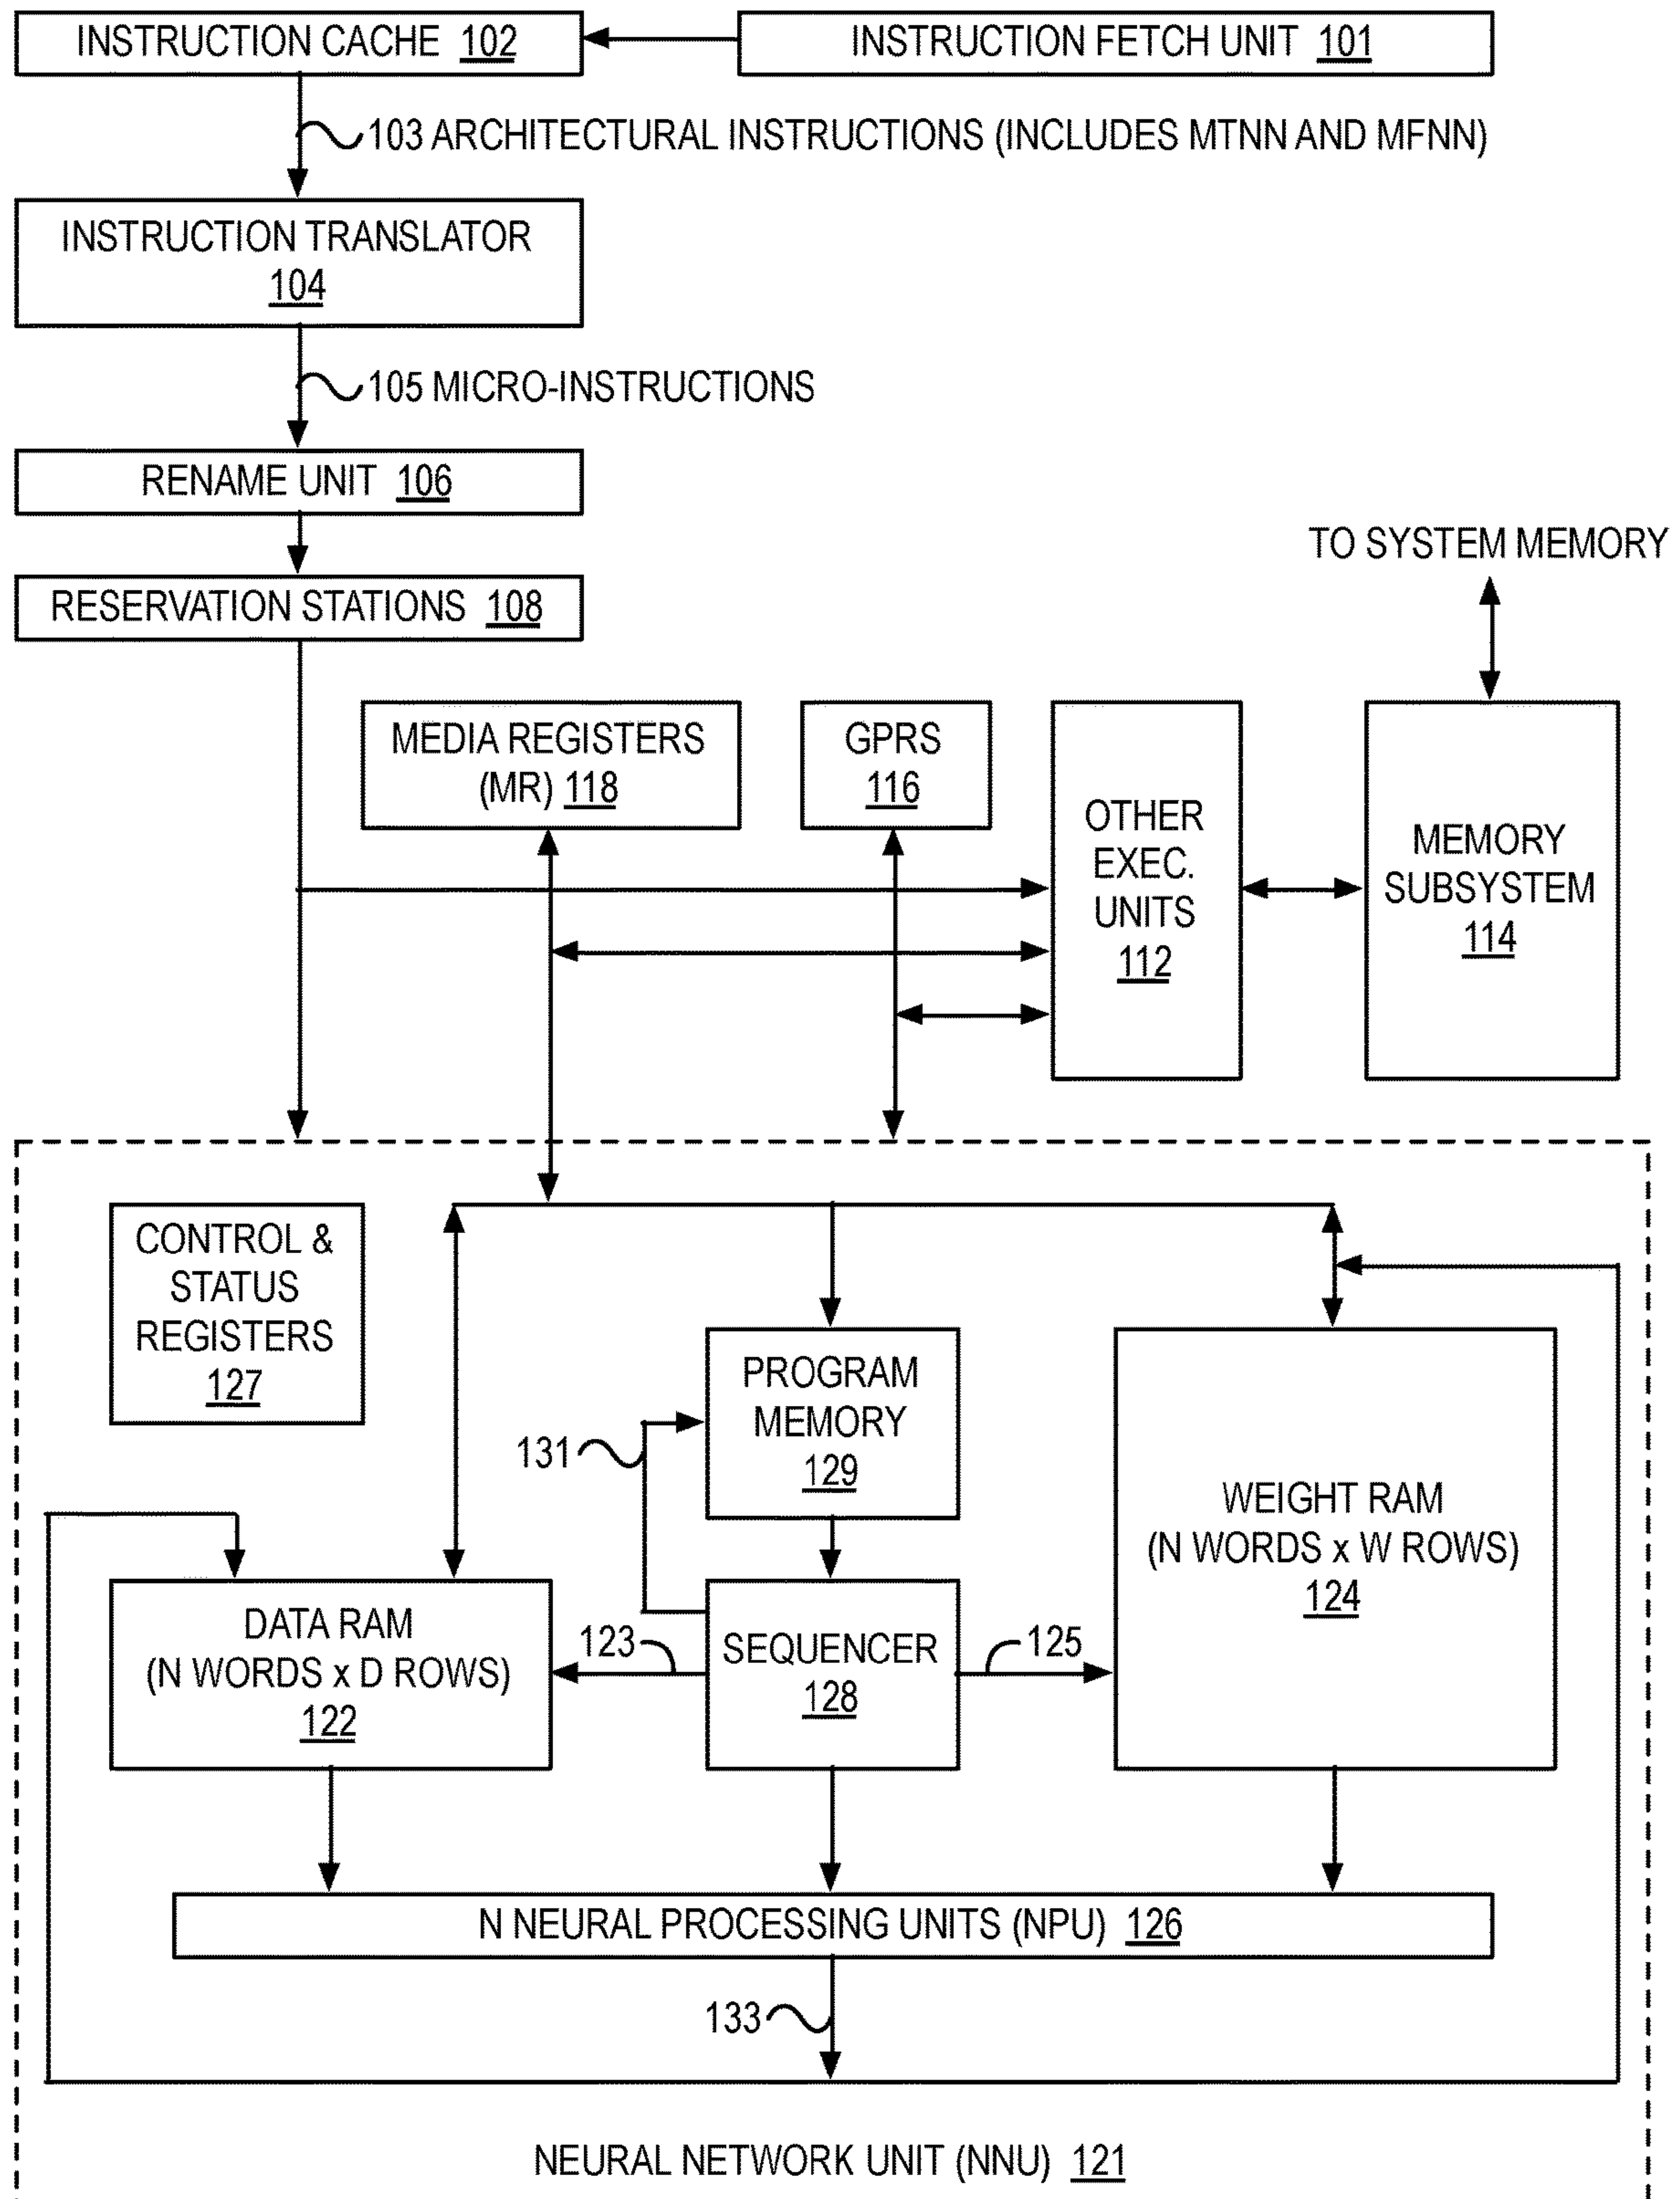 INSTRUCTION CACHE 102
INSTRUCTION FETCH UNIT 101
103 ARCHITECTURAL INSTRUCTIONS (INCLUDES MTNN AND MFNN)
INSTRUCTION TRANSLATOR
104
105 MICRO-INSTRUCTIONS
RENAME UNIT 106
RESERVATION STATIONS 108
TO SYSTEM MEMORY
MEDIA REGISTERS
(MR) 118
GPRS
116
OTHER
EXEC.
UNITS
112
MEMORY
SUBSYSTEM
114
CONTROL &
STATUS
REGISTERS
127
PROGRAM
MEMORY
129
131
WEIGHT RAM
(N WORDS x W ROWS)
124
DATA RAM
(N WORDS x D ROWS)
122
123
SEQUENCER
128
125
N NEURAL PROCESSING UNITS (NPU) 126
133
NEURAL NETWORK UNIT (NNU) 121